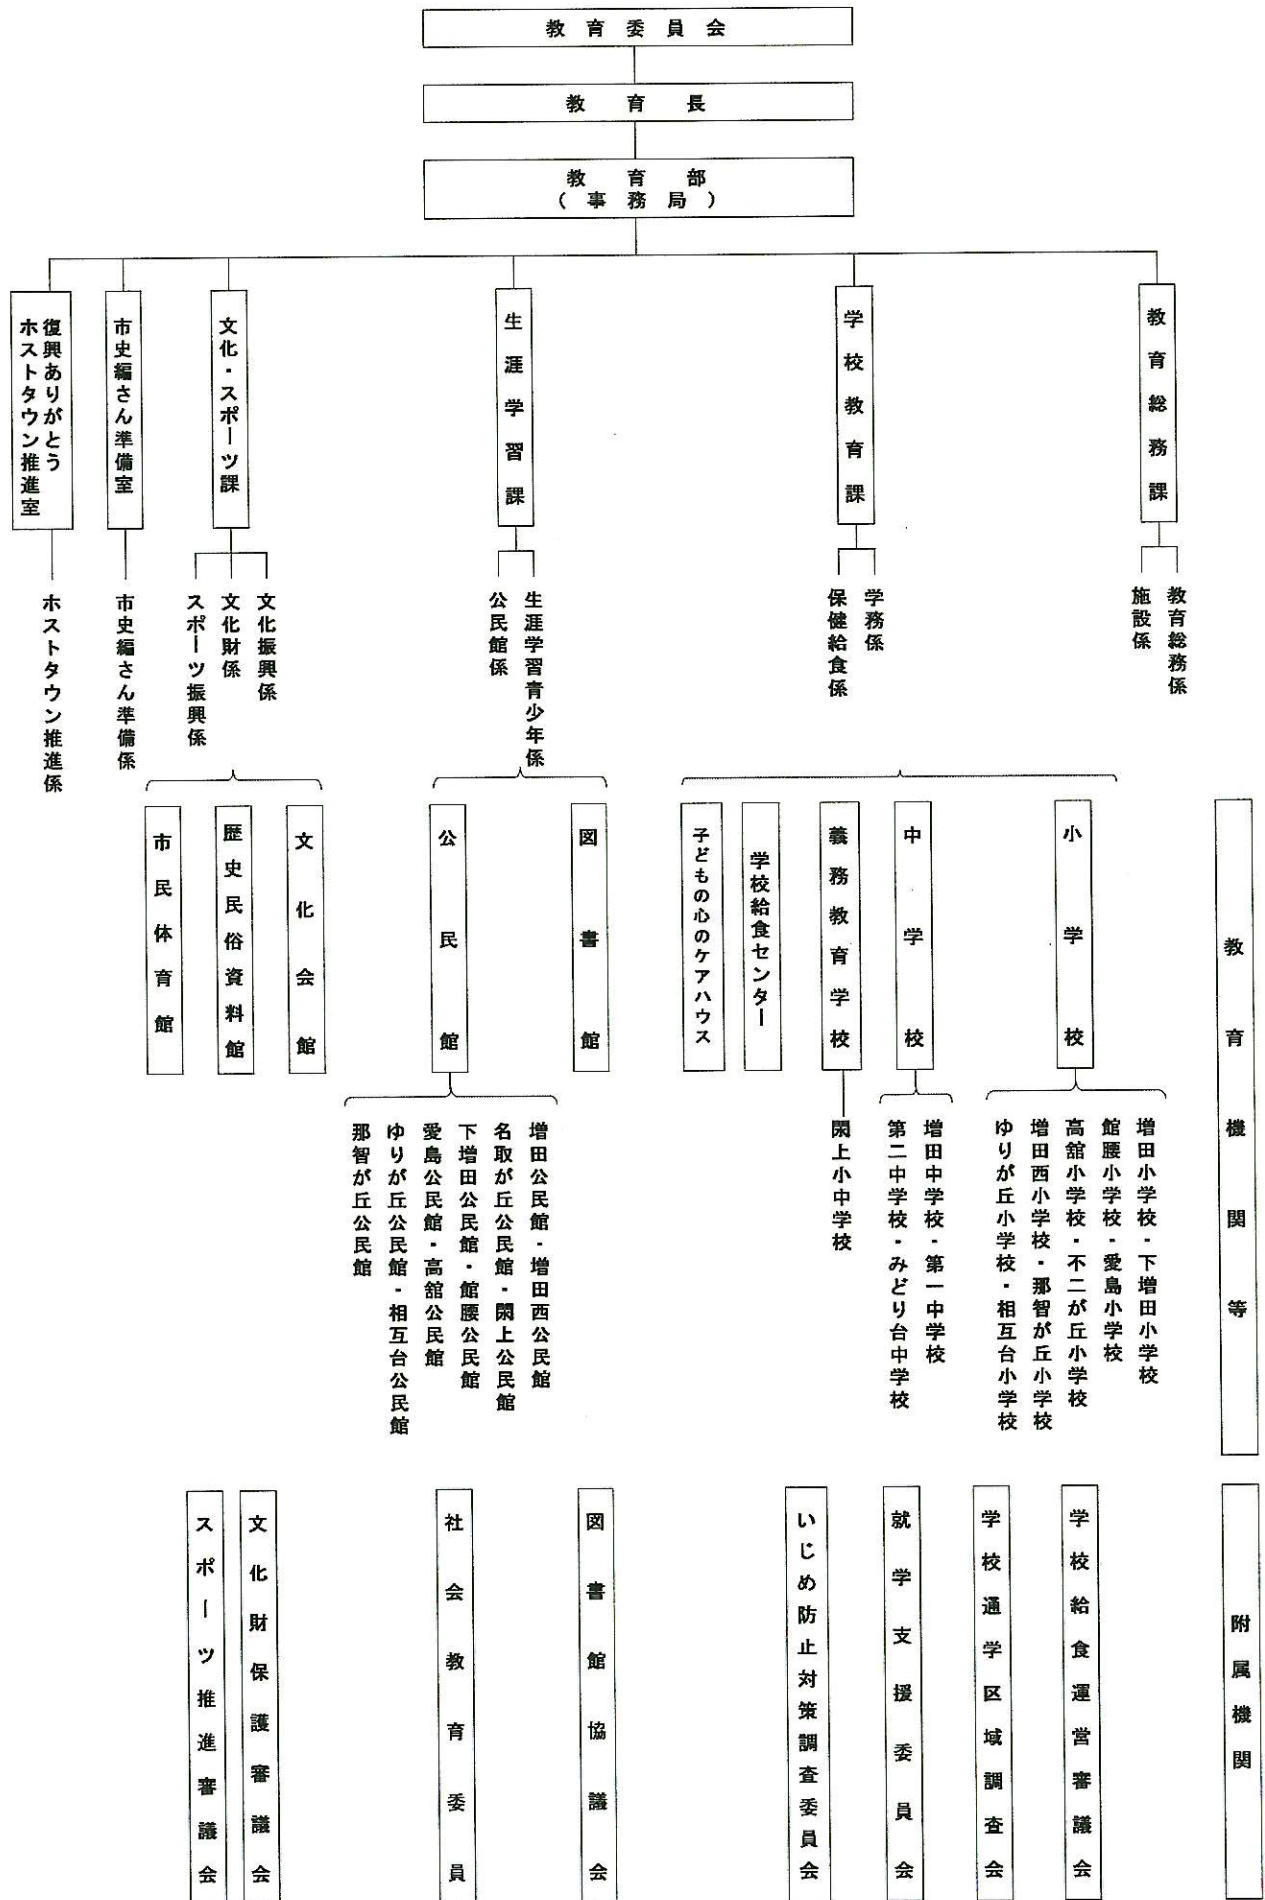 教育委員会
教育長
教育部
（事務局）
教育総務課
学校教育課
生涯学習課
文化・スポーツ課
市史編さん準備室
復興ありがとう
ホストタウン推進室
教育総務係
施設係
学務係
保健給食係
生涯学習青少年係
公民館係
文化振興係
文化財係
スポーツ振興係
市史編さん準備係
ホストタウン推進係
教育機関等
小学校
中学校
義務教育学校
学校給食センター
子どもの心のケアハウス
図書館
公民館
文化会館
歴史民俗資料館
市民体育館
増田小学校・下増田小学校
館腰小学校・愛島小学校
高舘小学校・不二が丘小学校
増田西小学校・那智が丘小学校
ゆりが丘小学校・相互台小学校
増田中学校・第一中学校
第二中学校・みどり台中学校
閖上小中学校
増田公民館・増田西公民館
名取が丘公民館・閖上公民館
下増田公民館・館腰公民館
愛島公民館・高舘公民館
ゆりが丘公民館・相互台公民館
那智が丘公民館
附属機関
学校給食運営審議会
学校通学区域調査会
就学支援委員会
いじめ防止対策調査委員会
図書館協議会
社会教育委員
文化財保護審議会
スポーツ推進審議会